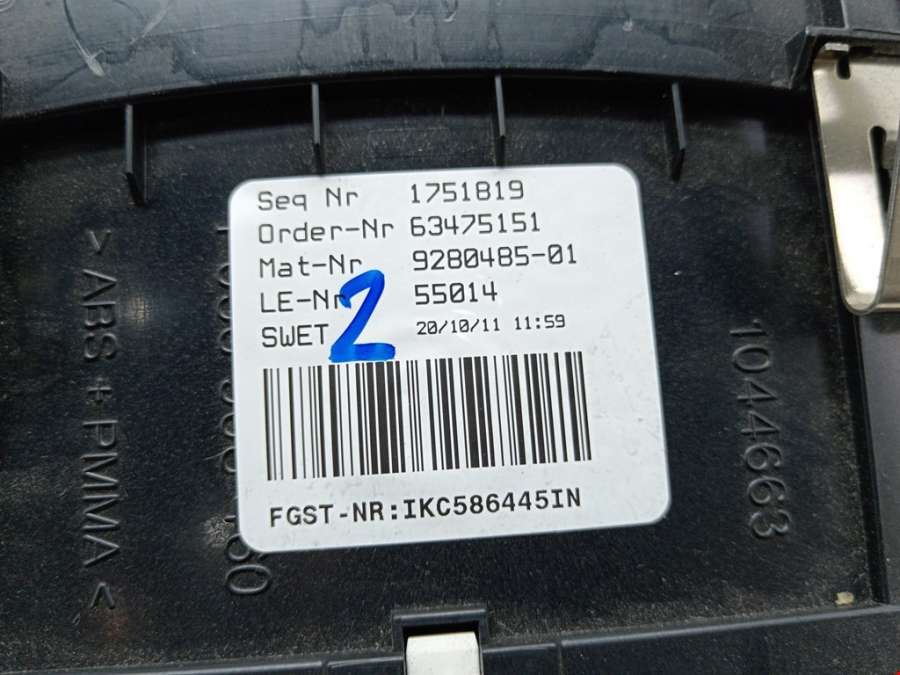 Seq Nr 1751819
Order-Nr 63475151
Mat-Nr 9280485-01
LE-Nr 55014
SWET 20/10/11 11:59
2
FGST-NR:IKC586445IN
>ABS + PMMA<
1044663